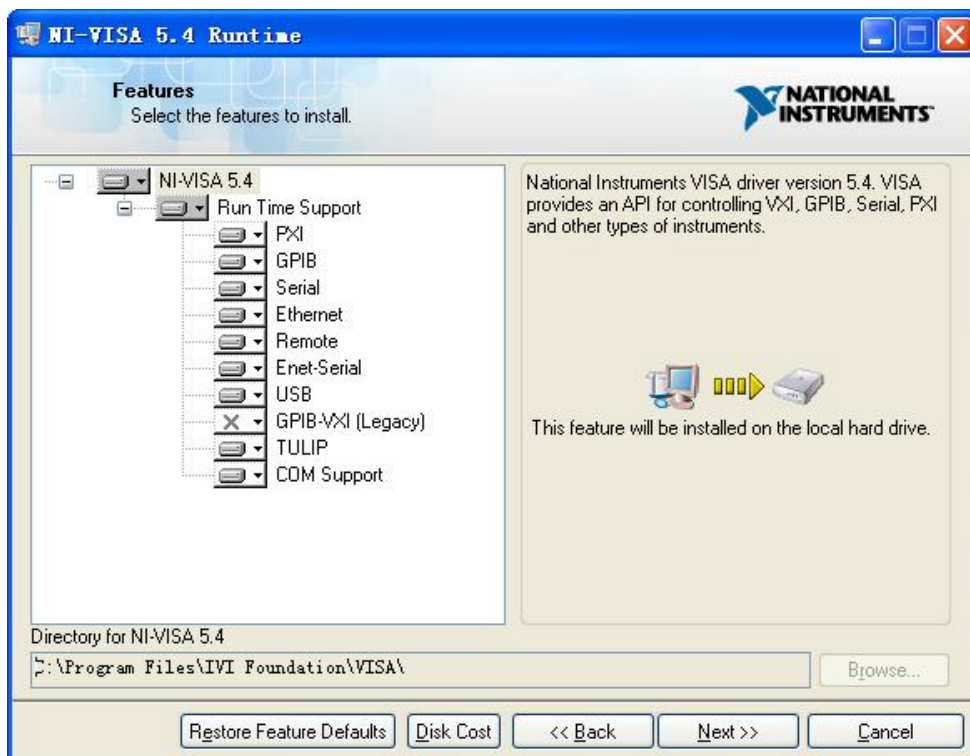 NI-VISA 5.4 Runtime
Features
Select the features to install.
NATIONAL
INSTRUMENTS™
NI-VISA 5.4
Run Time Support
PXI
GPIB
Serial
Ethernet
Remote
Enet-Serial
USB
GPIB-VXI (Legacy)
TULIP
COM Support
National Instruments VISA driver version 5.4. VISA
provides an API for controlling VXI, GPIB, Serial, PXI
and other types of instruments.
This feature will be installed on the local hard drive.
Directory for NI-VISA 5.4
C:\Program Files\IVI Foundation\VISA\
Browse...
Restore Feature Defaults
Disk Cost
<< Back
Next >>
Cancel